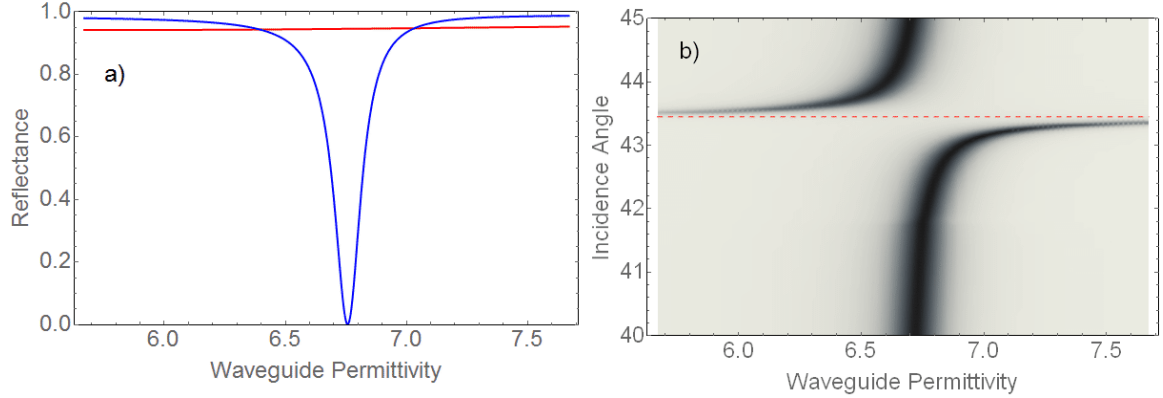 a)
Reflectance
1.0
0.8
0.6
0.4
0.2
0.0
6.0 6.5 7.0 7.5
Waveguide Permittivity
b)
Incidence Angle
45
44
43
42
41
40
6.0 6.5 7.0 7.5
Waveguide Permittivity